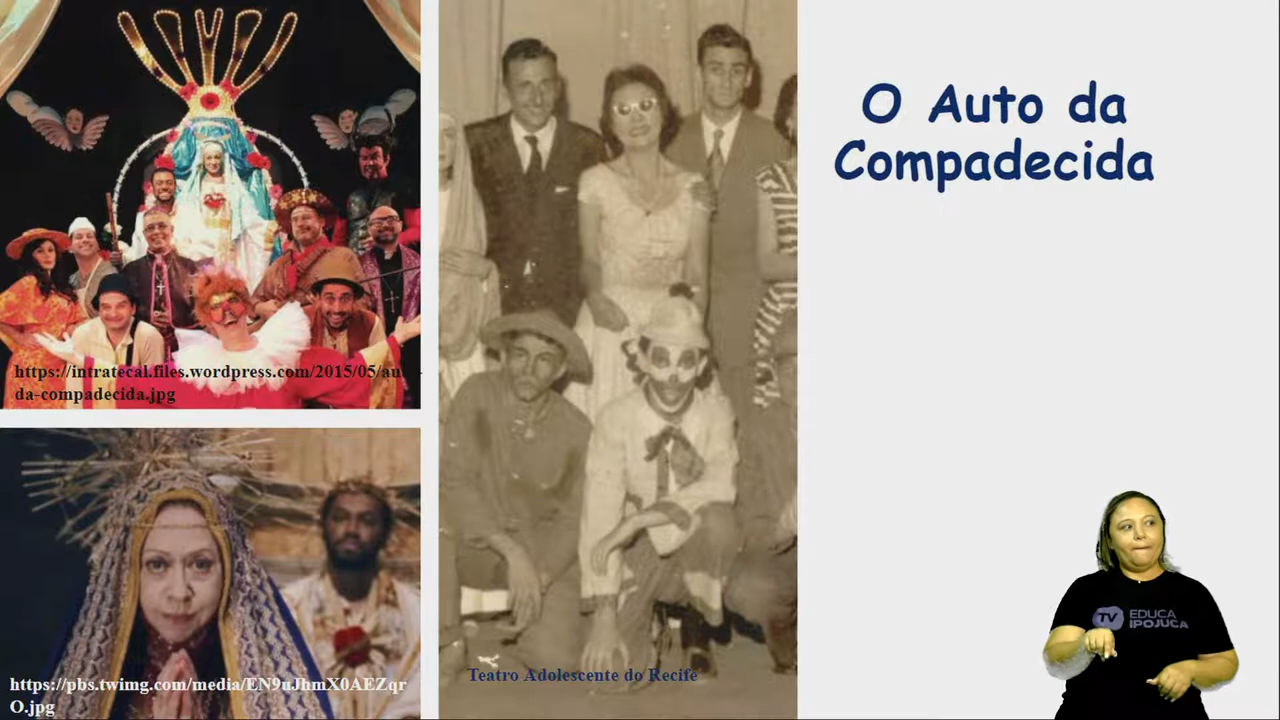 O Auto da
Compadecida
https://intratecal.files.wordpress.com/2015/05/auto-
da-compadecida.jpg
https://pbs.twimg.com/media/EN9uJhmX0AEZqr
O.jpg
Teatro Adolescente do Recife
TV EDUCA
IPOJUCA